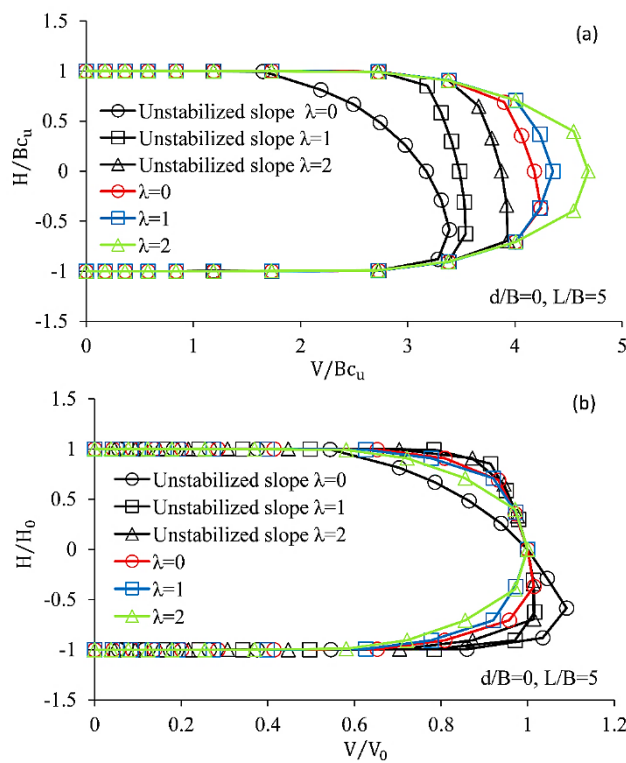 (a)
1.5
1
0.5
0
-0.5
-1
-1.5
H/Bcᵤ
Unstabilized slope λ=0
Unstabilized slope λ=1
Unstabilized slope λ=2
λ=0
λ=1
λ=2
d/B=0, L/B=5
0 1 2 3 4 5
V/Bcᵤ
(b)
1.5
1
0.5
0
-0.5
-1
-1.5
H/H₀
Unstabilized slope λ=0
Unstabilized slope λ=1
Unstabilized slope λ=2
λ=0
λ=1
λ=2
d/B=0, L/B=5
0 0.2 0.4 0.6 0.8 1 1.2
V/V₀